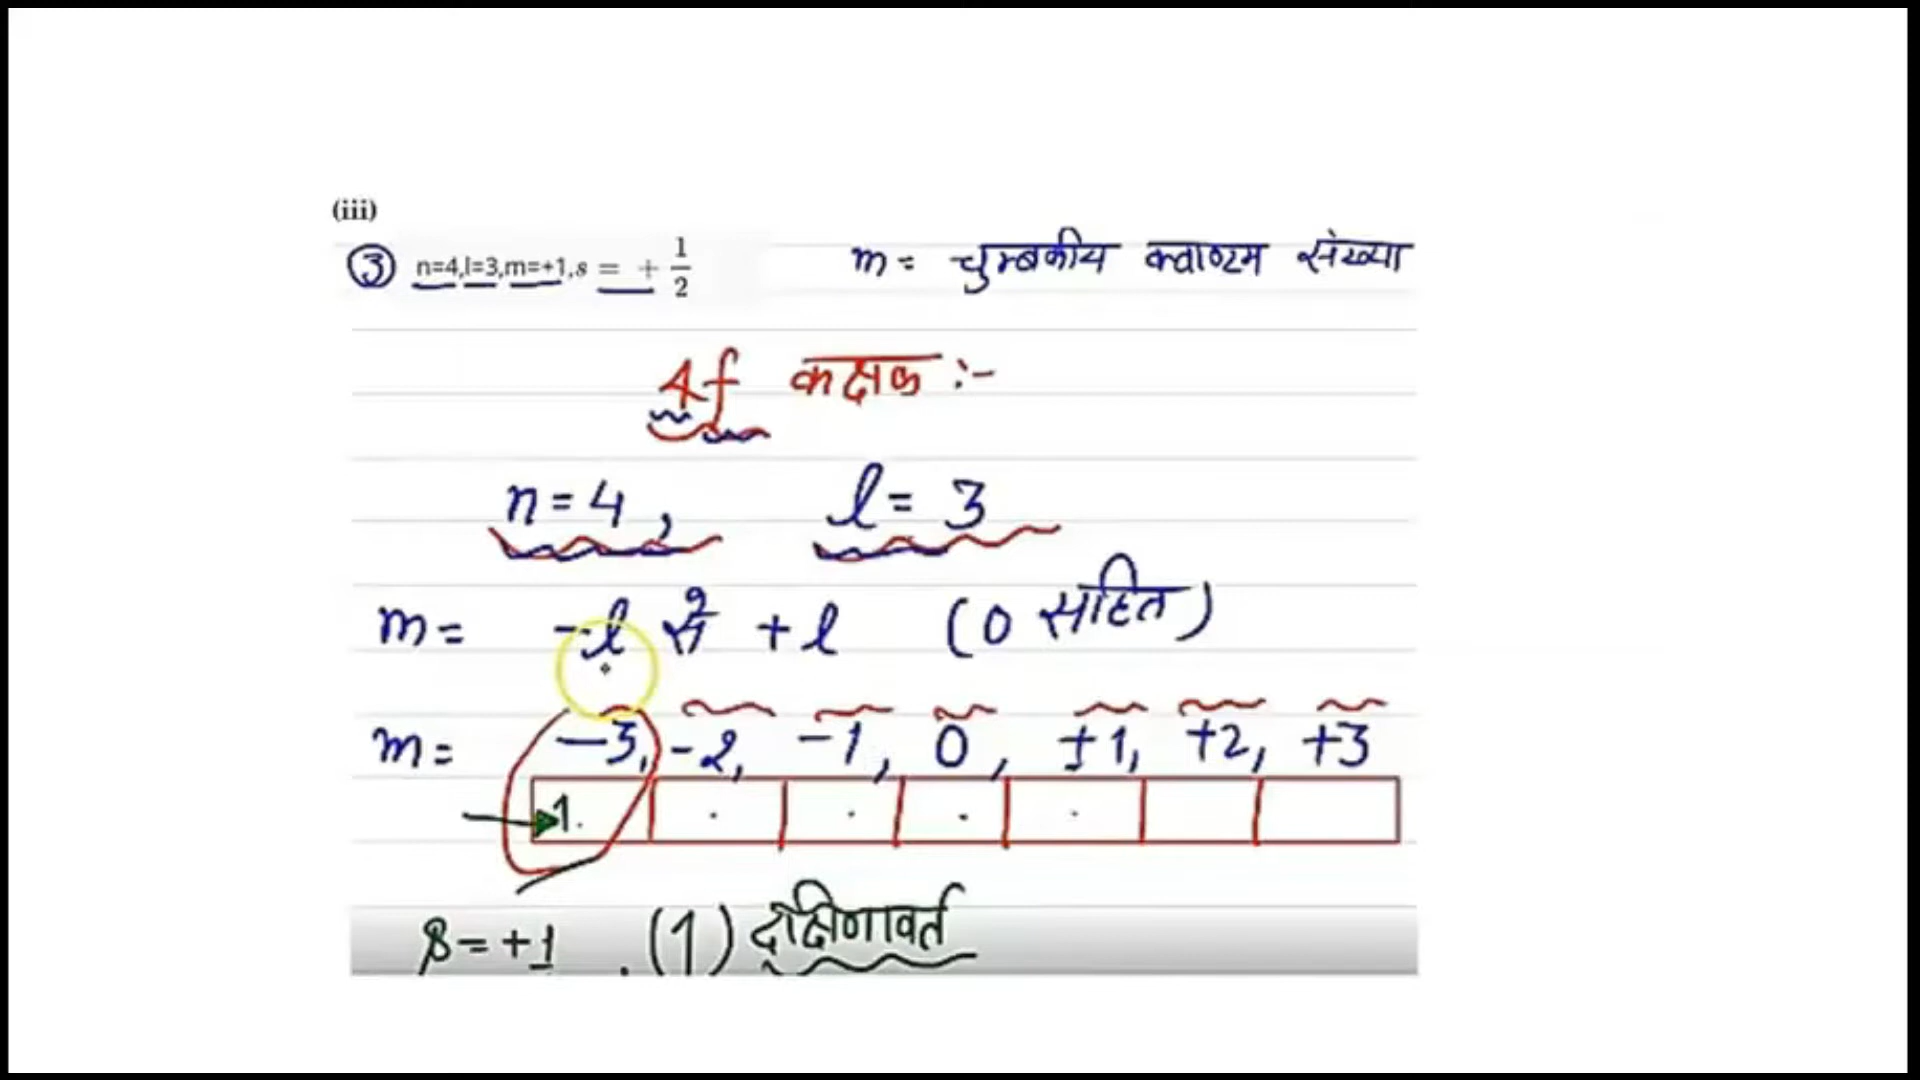 (iii)
③ n=4,l=3,m=+1,s = + 1/2 m = चुम्बकीय क्वाण्टम संख्या
4f कक्षक :-
n = 4, l = 3
m = -l से +l (0 सहित)
m = -3, -2, -1, 0, +1, +2, +3
1
s = +1 , (1) दक्षिणावर्त